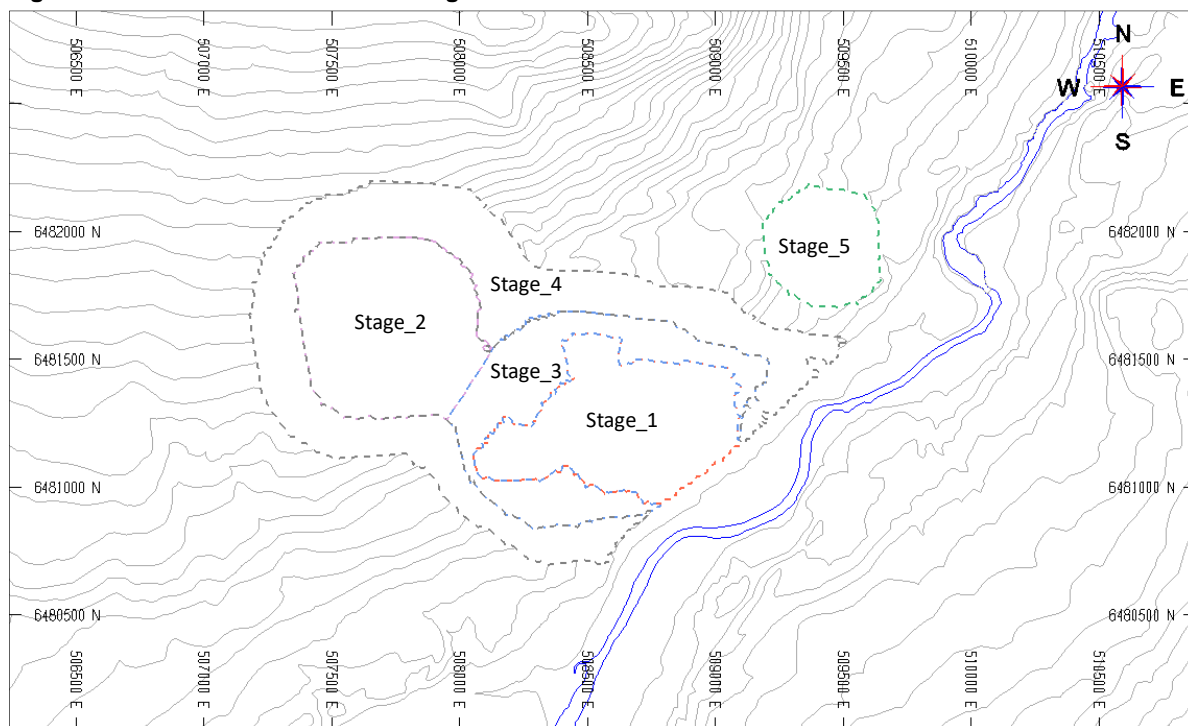 506500 E
507000 E
507500 E
508000 E
508500 E
509000 E
509500 E
510000 E
510500 E
N
W
E
S
6482000 N
6482000 N
Stage_5
Stage_4
Stage_2
6481500 N
6481500 N
Stage_3
Stage_1
6481000 N
6481000 N
6480500 N
6480500 N
506500 E
507000 E
507500 E
508000 E
508500 E
509000 E
509500 E
510000 E
510500 E